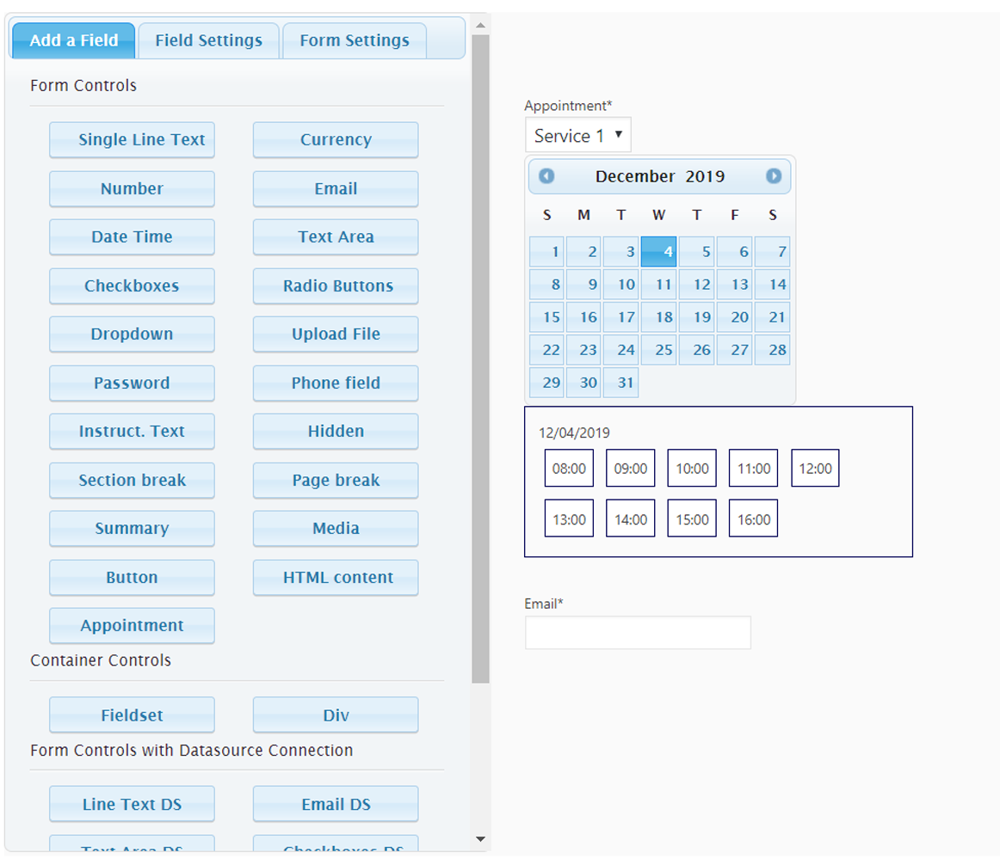 Add a Field Field Settings Form Settings
Form Controls
Single Line Text Currency
Number Email
Date Time Text Area
Checkboxes Radio Buttons
Dropdown Upload File
Password Phone field
Instruct. Text Hidden
Section break Page break
Summary Media
Button HTML content
Appointment
Container Controls
Fieldset Div
Form Controls with Datasource Connection
Line Text DS Email DS
Text Area DS Checkboxes DS
Appointment*
Service 1
December 2019
S M T W T F S
1 2 3 4 5 6 7
8 9 10 11 12 13 14
15 16 17 18 19 20 21
22 23 24 25 26 27 28
29 30 31
12/04/2019
08:00 09:00 10:00 11:00 12:00
13:00 14:00 15:00 16:00
Email*